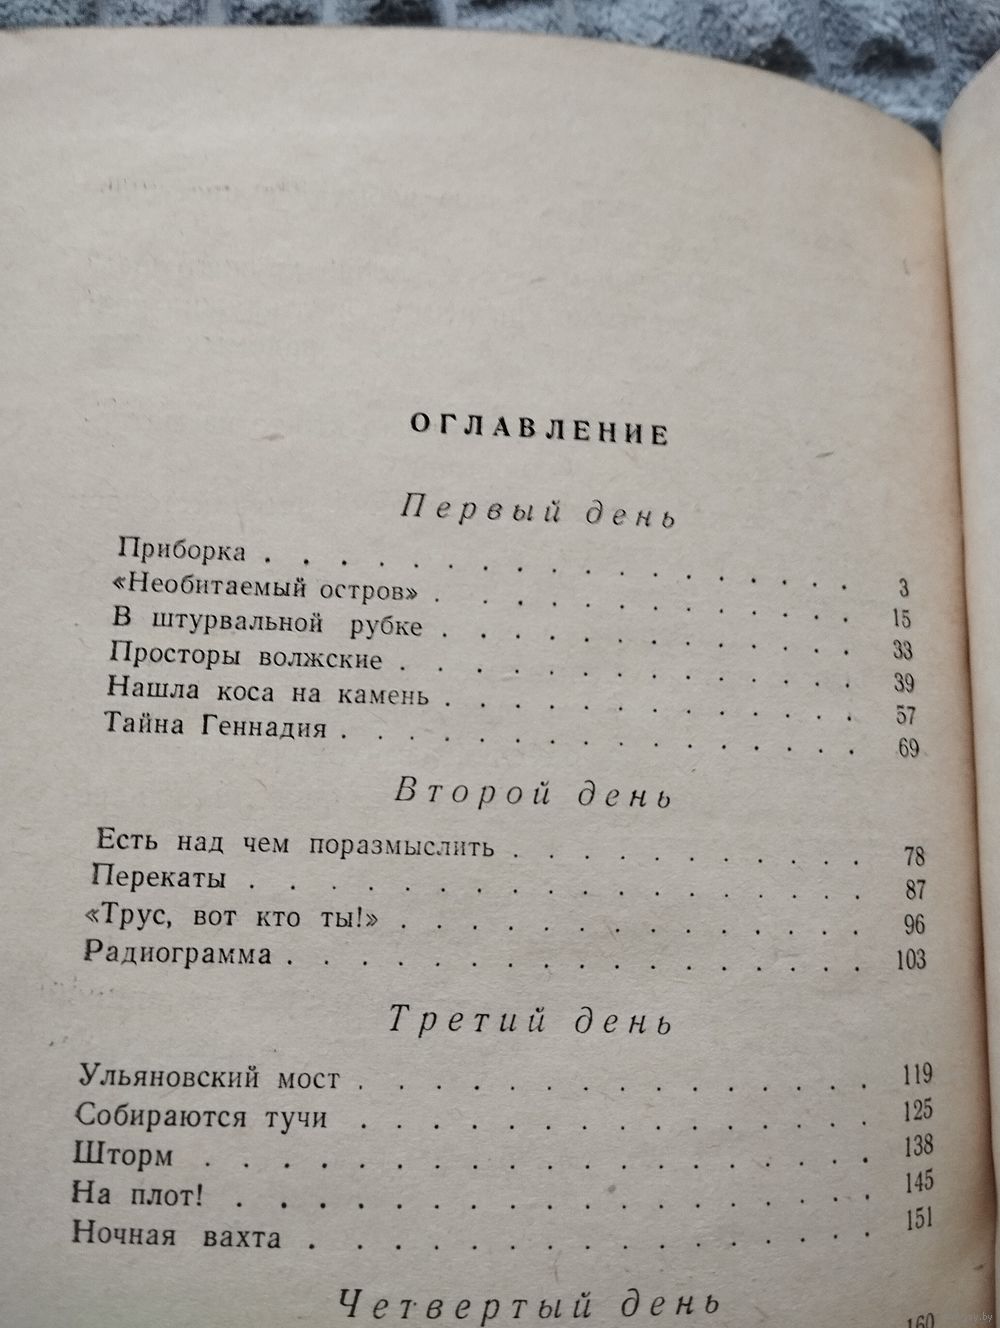 ОГЛАВЛЕНИЕ
Первый день
Приборка . . . . . . . . . . . . . . . . 3
«Необитаемый остров» . . . . . . . . . . 15
В штурвальной рубке . . . . . . . . . . . 33
Просторы волжские . . . . . . . . . . . . 39
Нашла коса на камень . . . . . . . . . . . 57
Тайна Геннадия . . . . . . . . . . . . . . 69
Второй день
Есть над чем поразмыслить . . . . . . . . . 78
Перекаты . . . . . . . . . . . . . . . . 87
«Трус, вот кто ты!» . . . . . . . . . . . . 96
Радиограмма . . . . . . . . . . . . . . . 103
Третий день
Ульяновский мост . . . . . . . . . . . . . 119
Собираются тучи . . . . . . . . . . . . . 125
Шторм . . . . . . . . . . . . . . . . . 138
На плот! . . . . . . . . . . . . . . . . 145
Ночная вахта . . . . . . . . . . . . . . 151
Четвертый день
160